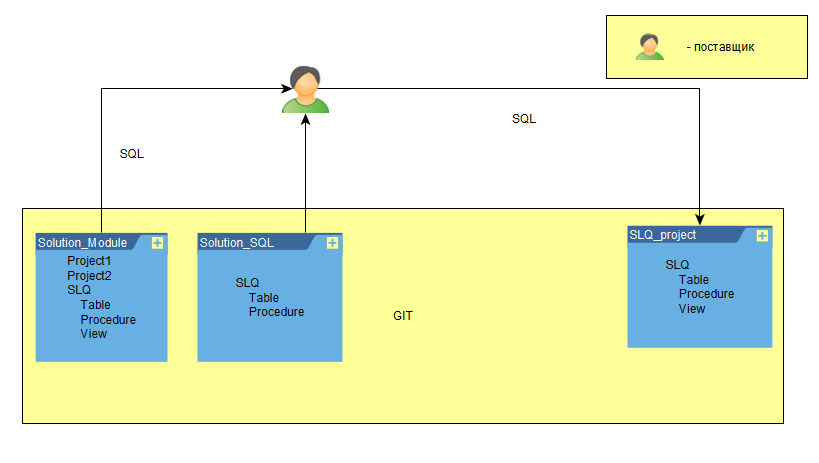 - поставщик
SQL
SQL
Solution_Module
Project1
Project2
SLQ
Table
Procedure
View
Solution_SQL
SLQ
Table
Procedure
GIT
SLQ_project
SLQ
Table
Procedure
View